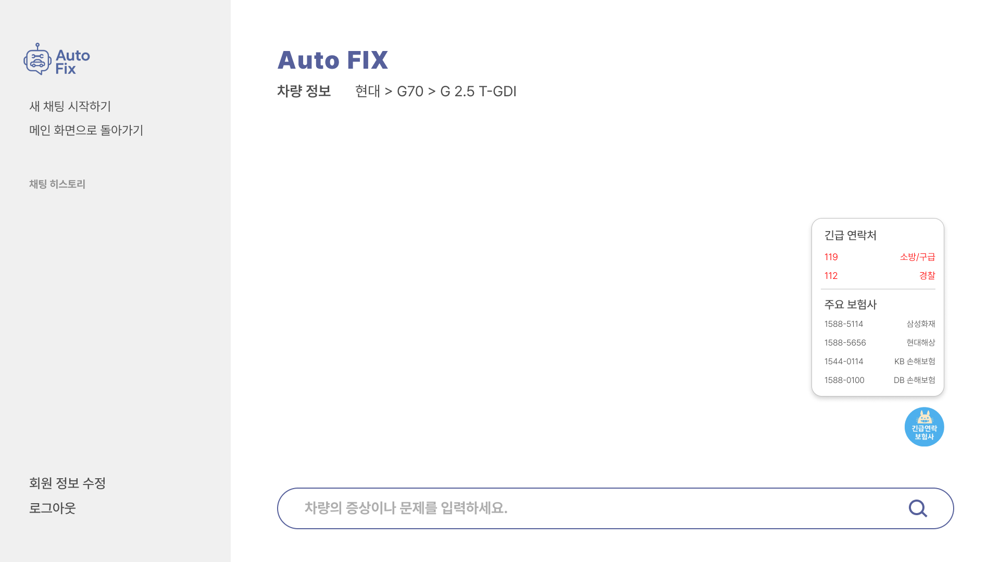 Auto
Fix
새 채팅 시작하기
메인 화면으로 돌아가기
채팅 히스토리
회원 정보 수정
로그아웃
Auto FIX
차량 정보 현대 > G70 > G 2.5 T-GDI
긴급 연락처
119 소방/구급
112 경찰
주요 보험사
1588-5114 삼성화재
1588-5656 현대해상
1544-0114 KB 손해보험
1588-0100 DB 손해보험
긴급연락
보험사
차량의 증상이나 문제를 입력하세요.